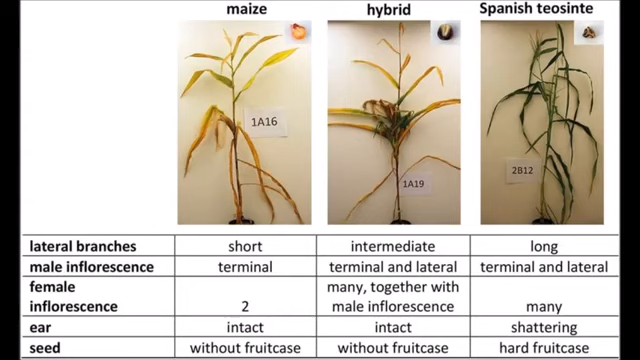 maize hybrid Spanish teosinte
1A16
1A19
2B12
lateral branches short intermediate long
male inflorescence terminal terminal and lateral terminal and lateral
female many, together with
inflorescence 2 male inflorescence many
ear intact intact shattering
seed without fruitcase without fruitcase hard fruitcase